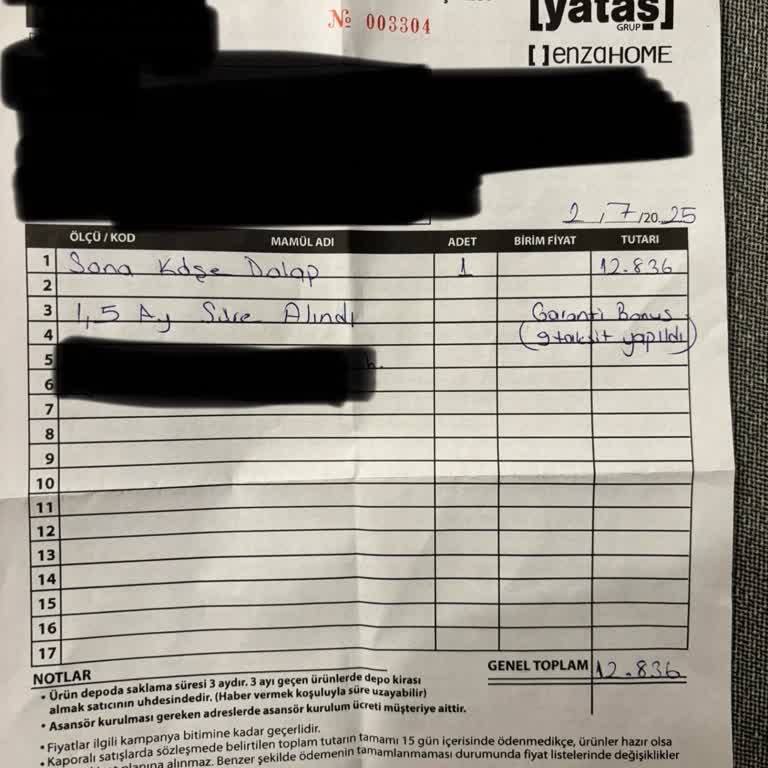 № 003304
[yataş]
GRUP
[ ]enzaHOME
2 / 7 /20 25
ÖLÇÜ / KOD MAMÜL ADI ADET BİRİM FİYAT TUTARI
1 Sona Köşe Dolap 1 12.836
2
3 1,5 Ay Süre Alındı Garanti Bonus
4 (9 taksit yapıldı)
5
6
7
8
9
10
11
12
13
14
15
16
17
GENEL TOPLAM 12.836
NOTLAR
• Ürün depoda saklama süresi 3 aydır. 3 ayı geçen ürünlerde depo kirası
almak satıcının uhdesindedir. (Haber vermek koşuluyla süre uzayabilir)
• Asansör kurulması gereken adreslerde asansör kurulum ücreti müşteriye aittir.
• Fiyatlar ilgili kampanya bitimine kadar geçerlidir.
• Kaporalı satışlarda sözleşmede belirtilen toplam tutarın tamamı 15 gün içerisinde ödenmedikçe, ürünler hazır olsa
planına alınmaz. Benzer şekilde ödemenin tamamlanmaması durumunda fiyat listelerinde değişiklikler